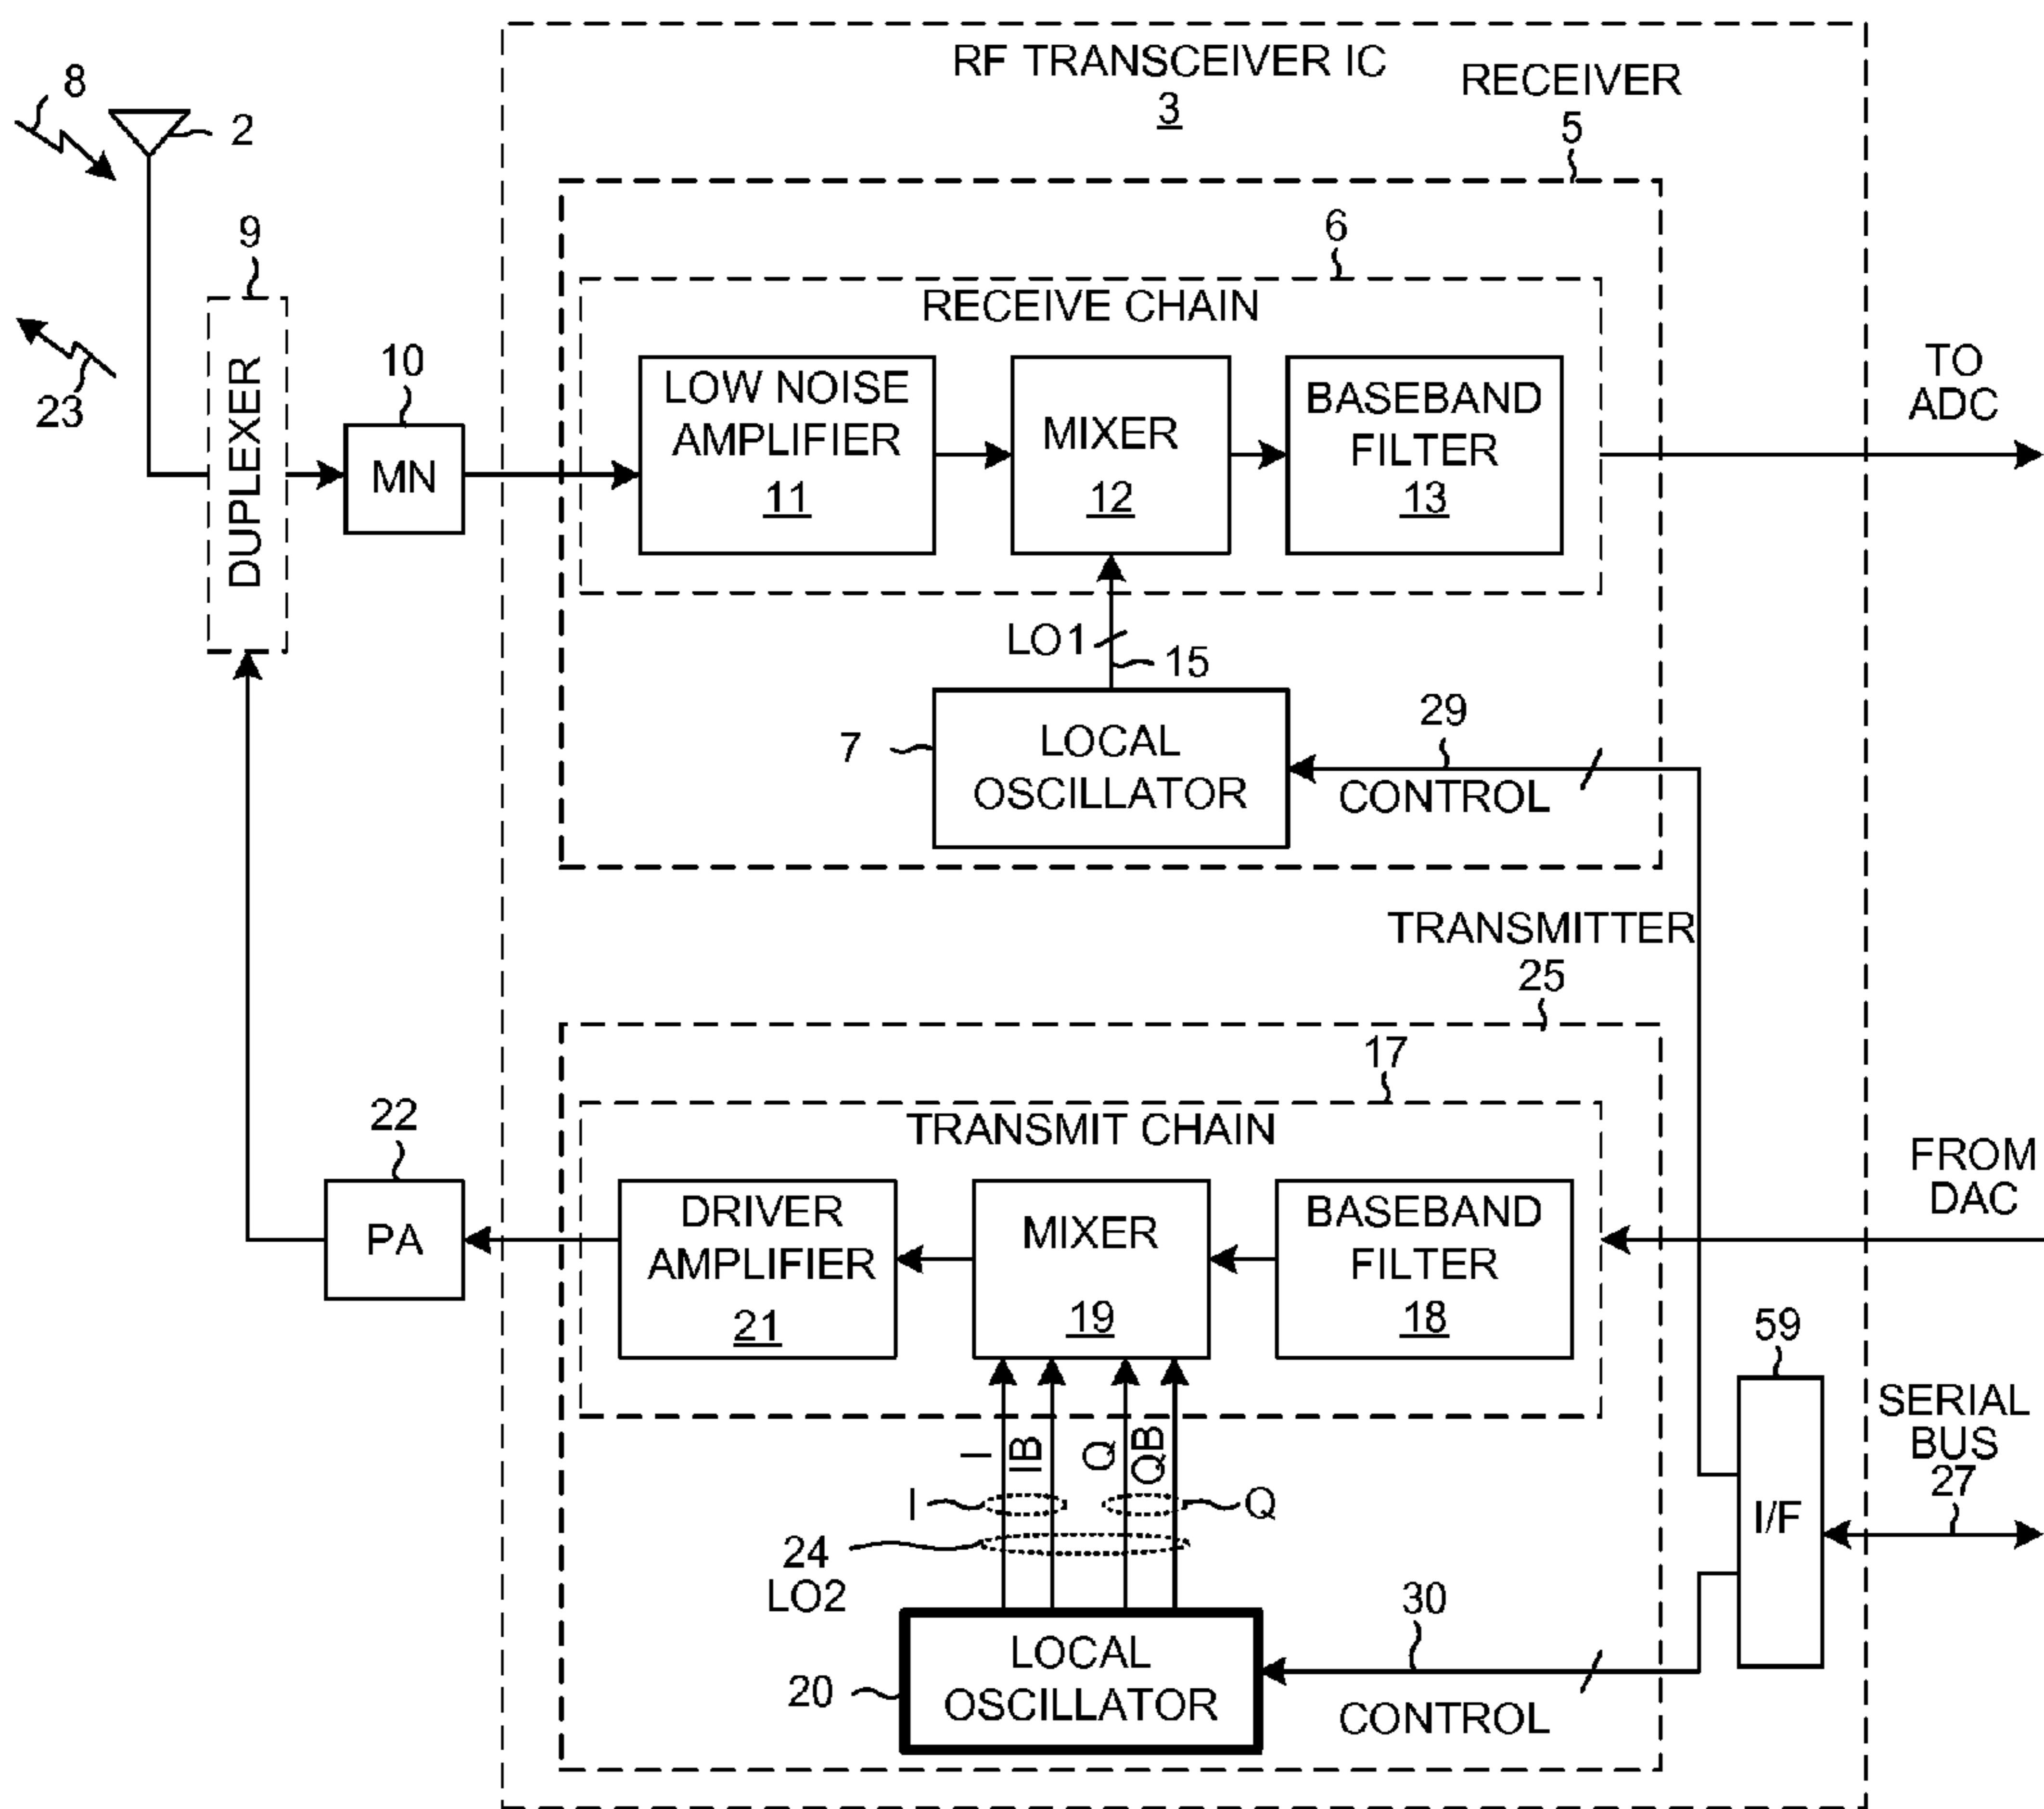 RF TRANSCEIVER IC
3
RECEIVER
5
8
2
9
DUPLEXER
23
10
MN
6
RECEIVE CHAIN
LOW NOISE
AMPLIFIER
11
MIXER
12
BASEBAND
FILTER
13
TO
ADC
LO1
15
7
LOCAL
OSCILLATOR
29
CONTROL
TRANSMITTER
25
17
TRANSMIT CHAIN
22
PA
DRIVER
AMPLIFIER
21
MIXER
19
BASEBAND
FILTER
18
FROM
DAC
59
I/F
SERIAL
BUS
27
I
IB
Q
QB
I
Q
24
LO2
20
LOCAL
OSCILLATOR
30
CONTROL